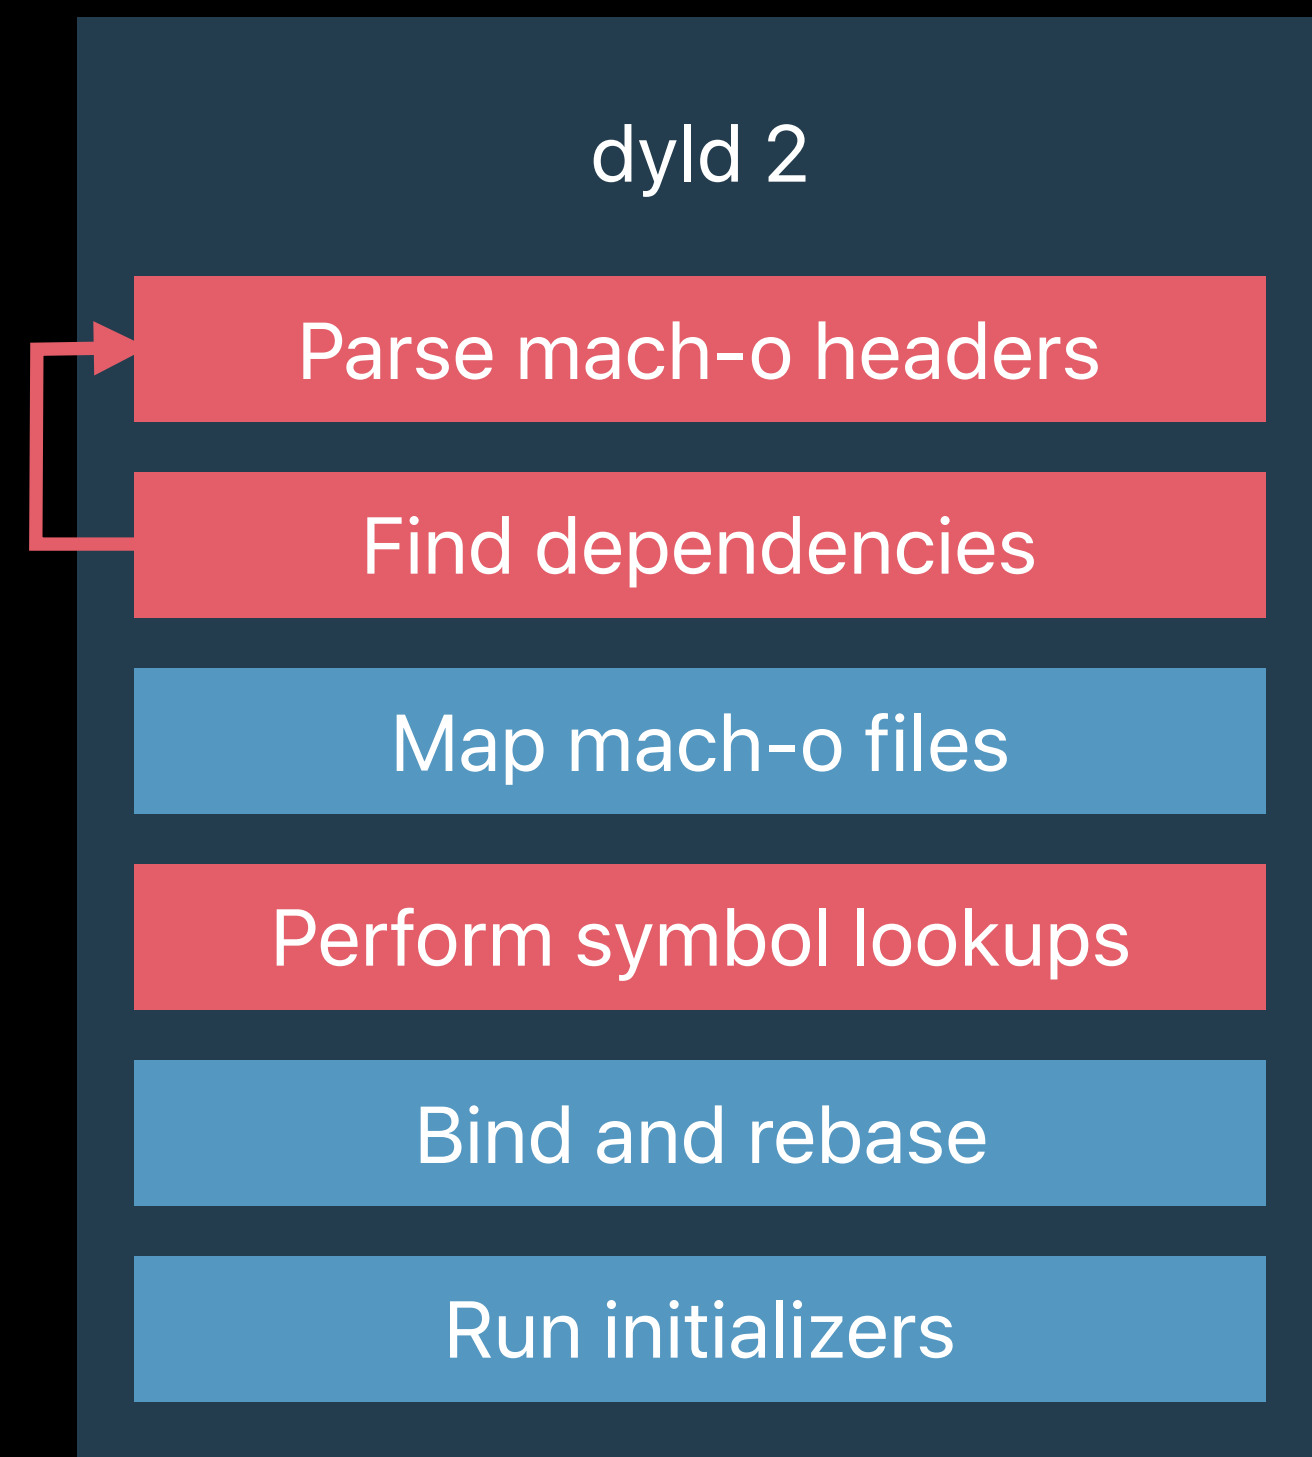 dyld 2
Parse mach-o headers
Find dependencies
Map mach-o files
Perform symbol lookups
Bind and rebase
Run initializers